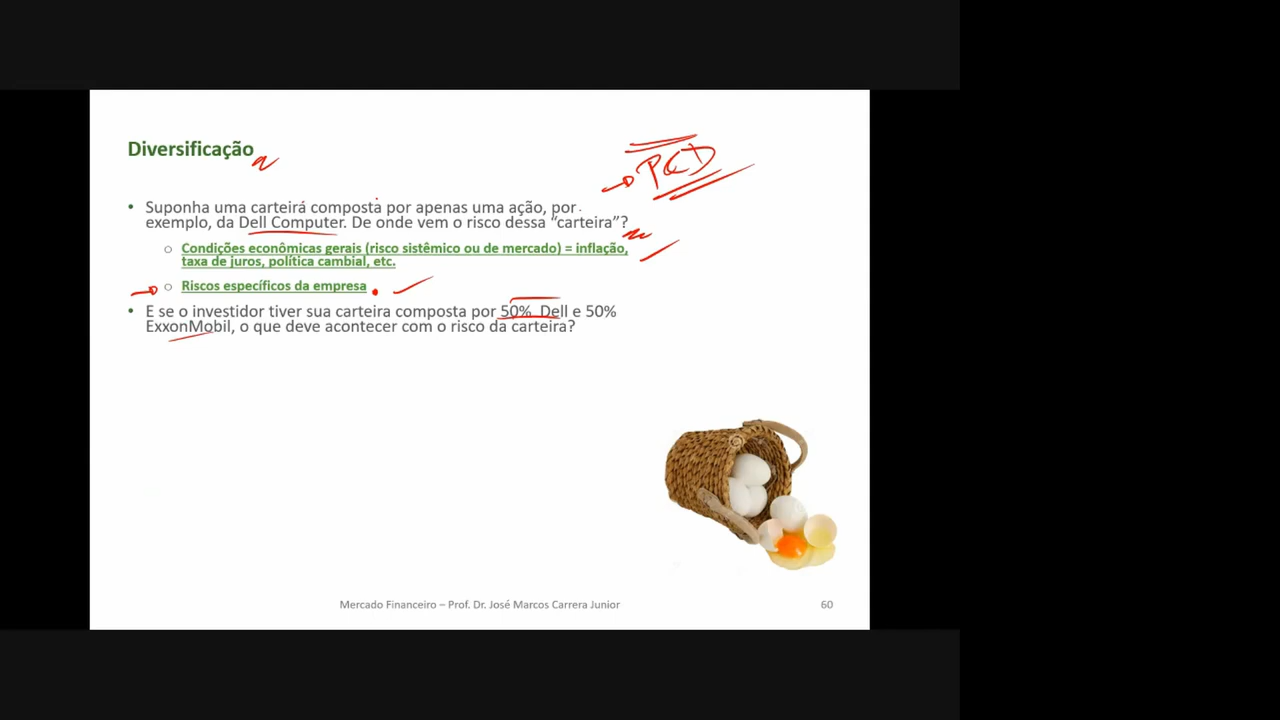 Diversificação
P&D
• Suponha uma carteirá composta por apenas uma ação, por
exemplo, da Dell Computer. De onde vem o risco dessa “carteira”?
○ Condições econômicas gerais (risco sistêmico ou de mercado) = inflação,
taxa de juros, política cambial, etc.
○ Riscos específicos da empresa
• E se o investidor tiver sua carteira composta por 50% Dell e 50%
ExxonMobil, o que deve acontecer com o risco da carteira?
Mercado Financeiro – Prof. Dr. José Marcos Carrera Junior
60